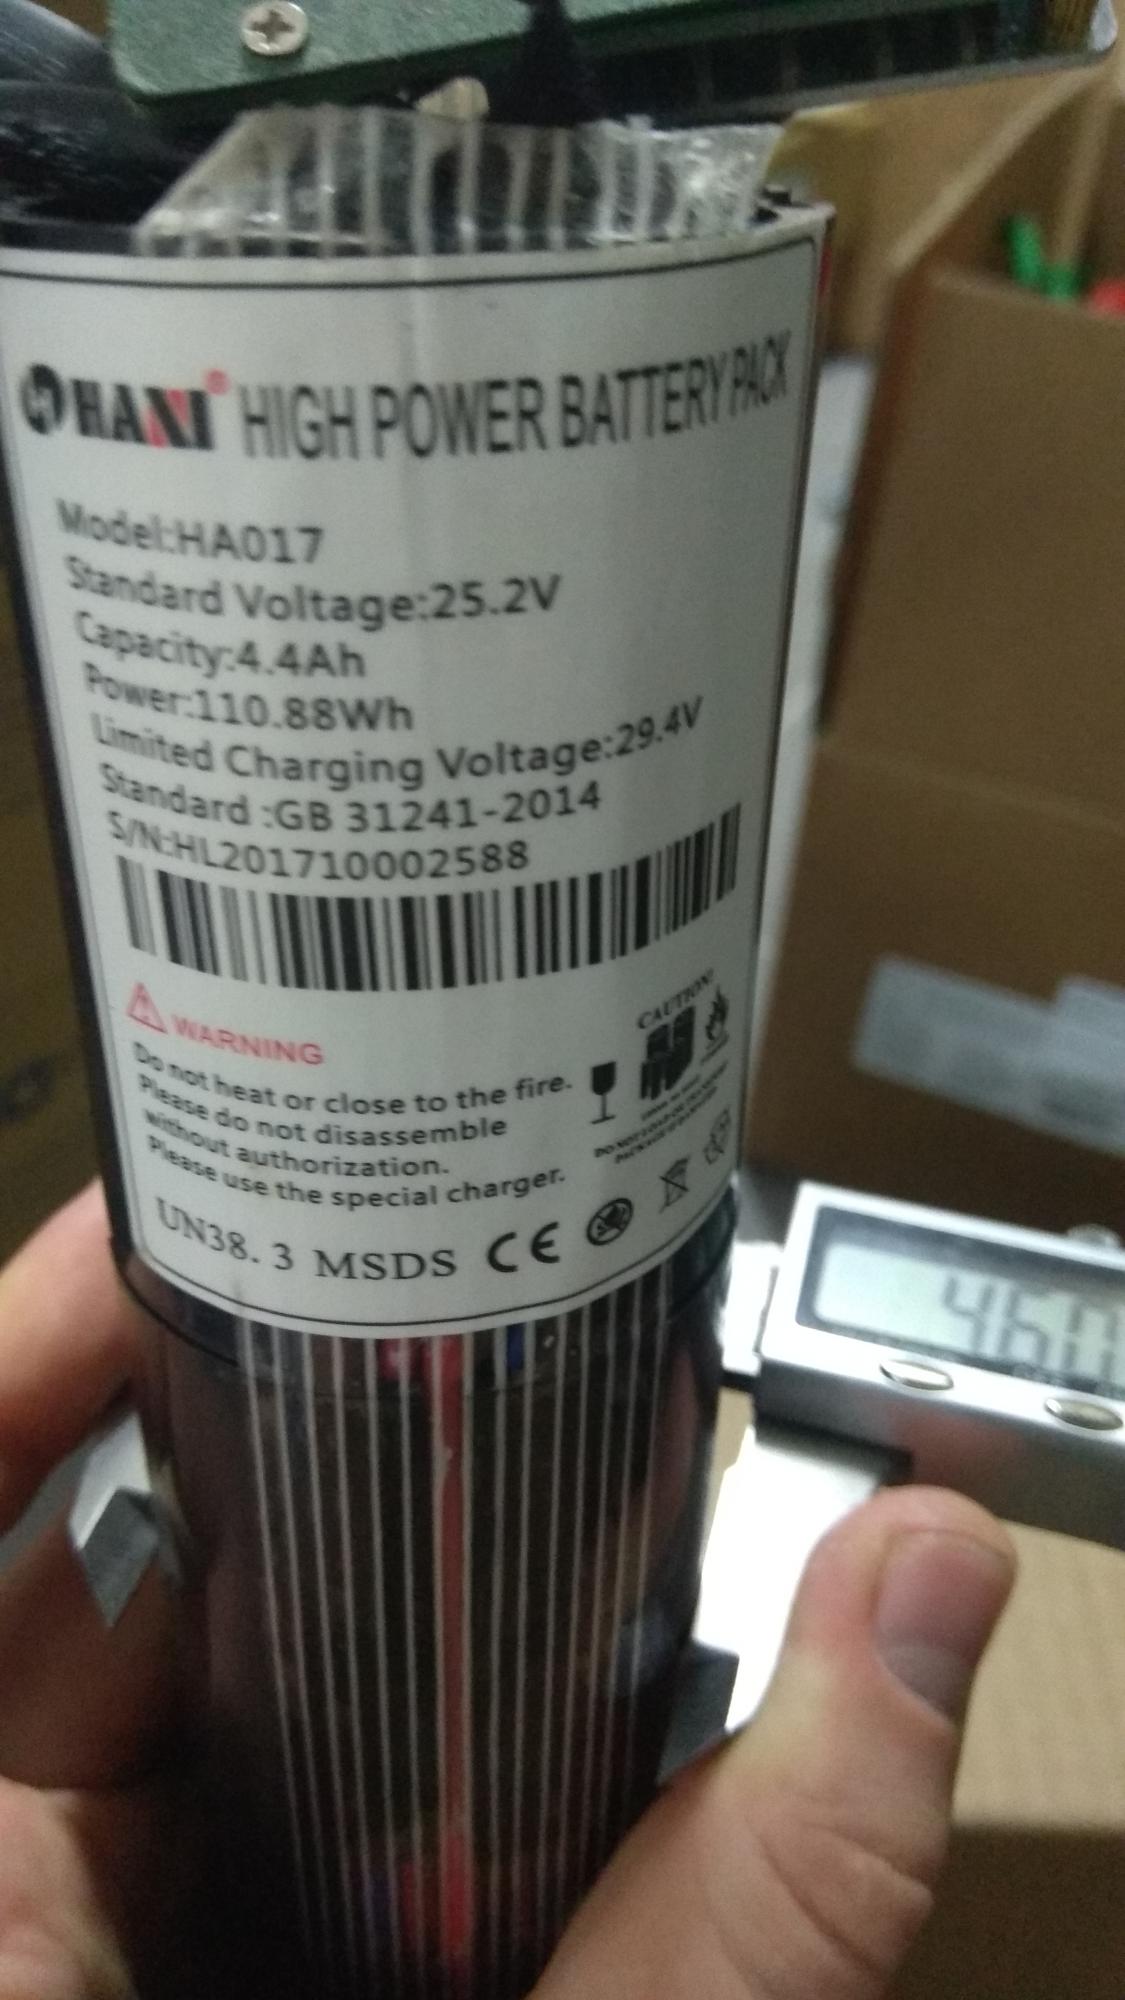 HANI® HIGH POWER BATTERY PACK
Model:HA017
Standard Voltage:25.2V
Capacity:4.4Ah
Power:110.88Wh
Limited Charging Voltage:29.4V
Standard :GB 31241-2014
S/N:HL201710002588
WARNING
Do not heat or close to the fire.
Please do not disassemble
without authorization.
Please use the special charger.
CAUTION!
UN38. 3 MSDS CE